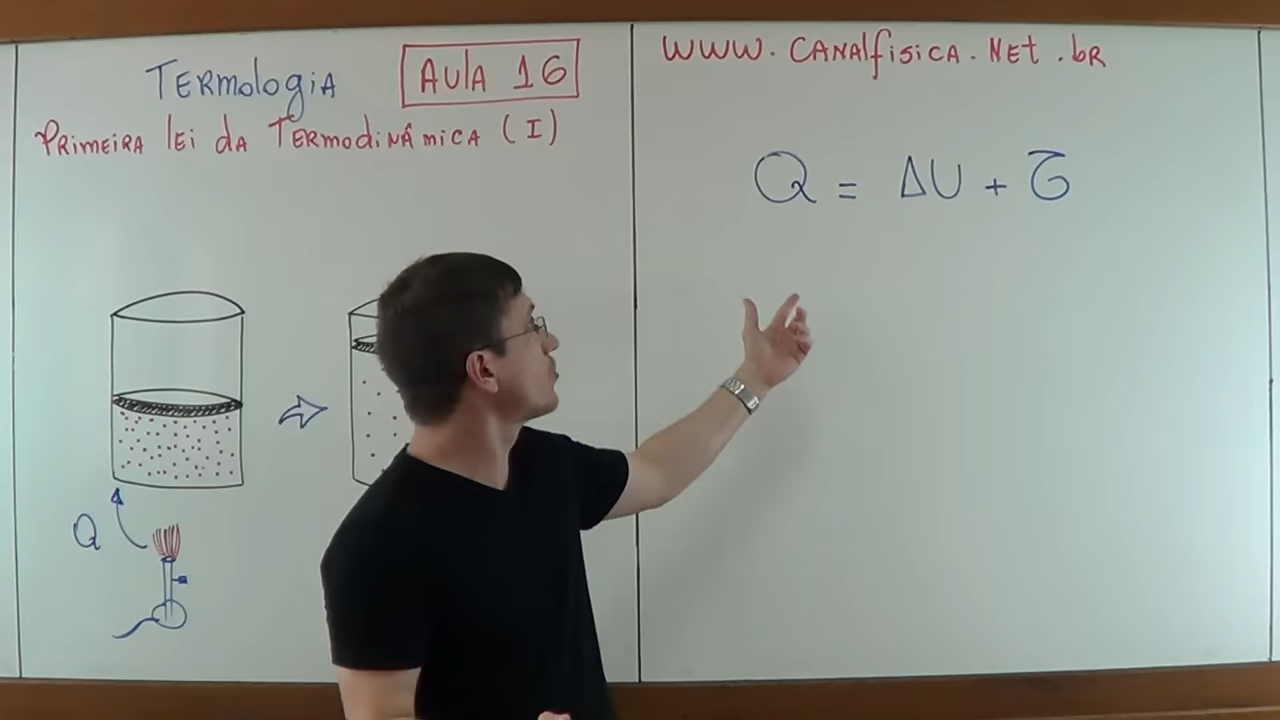 Termologia Aula 16
Primeira lei da Termodinâmica (I)
Q
www.canalfisica.net.br
Q = ΔU + 𝜏